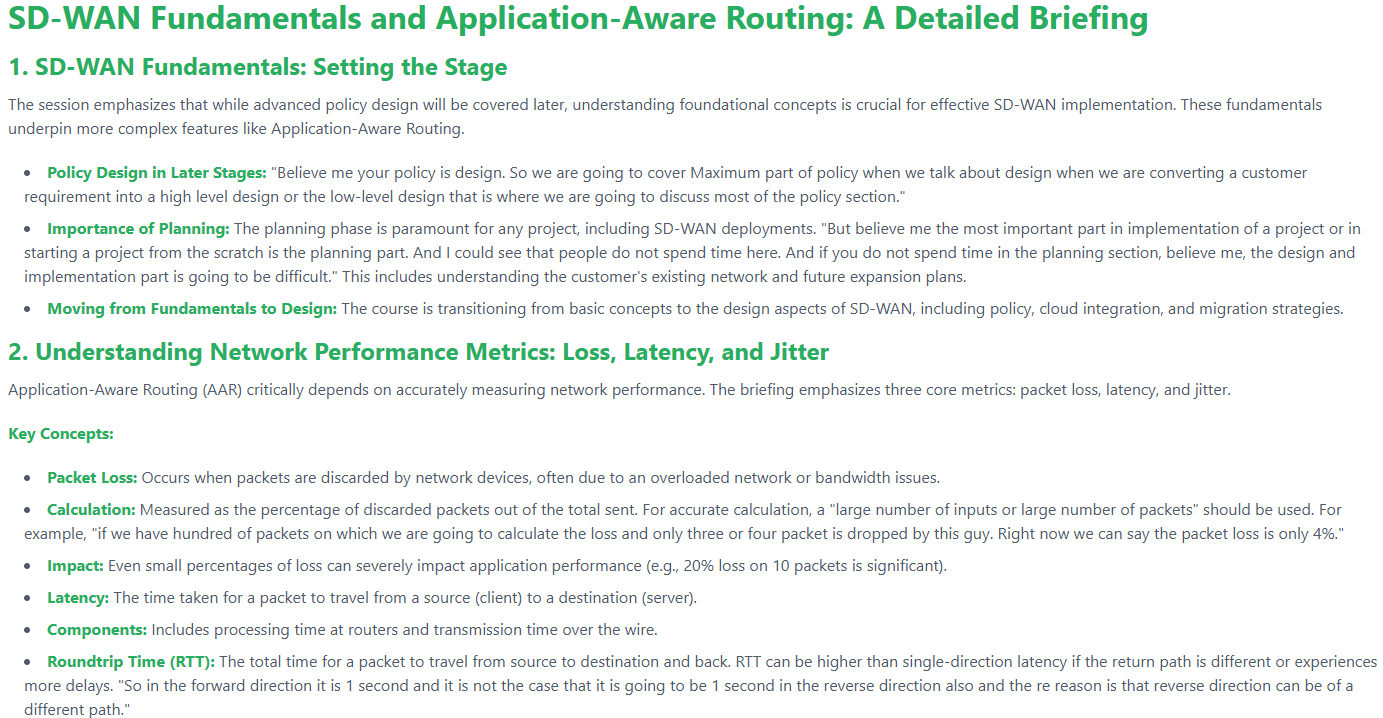 SD-WAN Fundamentals and Application-Aware Routing: A Detailed Briefing
1. SD-WAN Fundamentals: Setting the Stage
The session emphasizes that while advanced policy design will be covered later, understanding foundational concepts is crucial for effective SD-WAN implementation. These fundamentals
underpin more complex features like Application-Aware Routing.
• Policy Design in Later Stages: "Believe me your policy is design. So we are going to cover Maximum part of policy when we talk about design when we are converting a customer
requirement into a high level design or the low-level design that is where we are going to discuss most of the policy section."
• Importance of Planning: The planning phase is paramount for any project, including SD-WAN deployments. "But believe me the most important part in implementation of a project or in
starting a project from the scratch is the planning part. And I could see that people do not spend time here. And if you do not spend time in the planning section, believe me, the design and
implementation part is going to be difficult." This includes understanding the customer's existing network and future expansion plans.
• Moving from Fundamentals to Design: The course is transitioning from basic concepts to the design aspects of SD-WAN, including policy, cloud integration, and migration strategies.
2. Understanding Network Performance Metrics: Loss, Latency, and Jitter
Application-Aware Routing (AAR) critically depends on accurately measuring network performance. The briefing emphasizes three core metrics: packet loss, latency, and jitter.
Key Concepts:
• Packet Loss: Occurs when packets are discarded by network devices, often due to an overloaded network or bandwidth issues.
• Calculation: Measured as the percentage of discarded packets out of the total sent. For accurate calculation, a "large number of inputs or large number of packets" should be used. For
example, "if we have hundred of packets on which we are going to calculate the loss and only three or four packet is dropped by this guy. Right now we can say the packet loss is only 4%."
• Impact: Even small percentages of loss can severely impact application performance (e.g., 20% loss on 10 packets is significant).
• Latency: The time taken for a packet to travel from a source (client) to a destination (server).
• Components: Includes processing time at routers and transmission time over the wire.
• Roundtrip Time (RTT): The total time for a packet to travel from source to destination and back. RTT can be higher than single-direction latency if the return path is different or experiences
more delays. "So in the forward direction it is 1 second and it is not the case that it is going to be 1 second in the reverse direction also and the re reason is that reverse direction can be of a
different path."